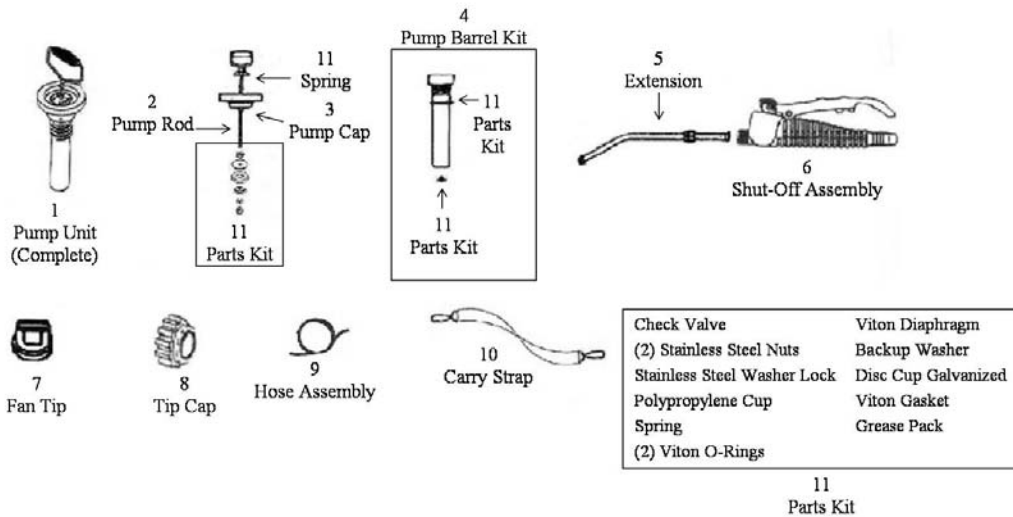 1
Pump Unit
(Complete)
2
Pump Rod
11
Spring
3
Pump Cap
11
Parts Kit
4
Pump Barrel Kit
11
Parts
Kit
11
Parts Kit
5
Extension
6
Shut-Off Assembly
7
Fan Tip
8
Tip Cap
9
Hose Assembly
10
Carry Strap
Check Valve
(2) Stainless Steel Nuts
Stainless Steel Washer Lock
Polypropylene Cup
Spring
(2) Viton O-Rings
Viton Diaphragm
Backup Washer
Disc Cup Galvanized
Viton Gasket
Grease Pack
11
Parts Kit